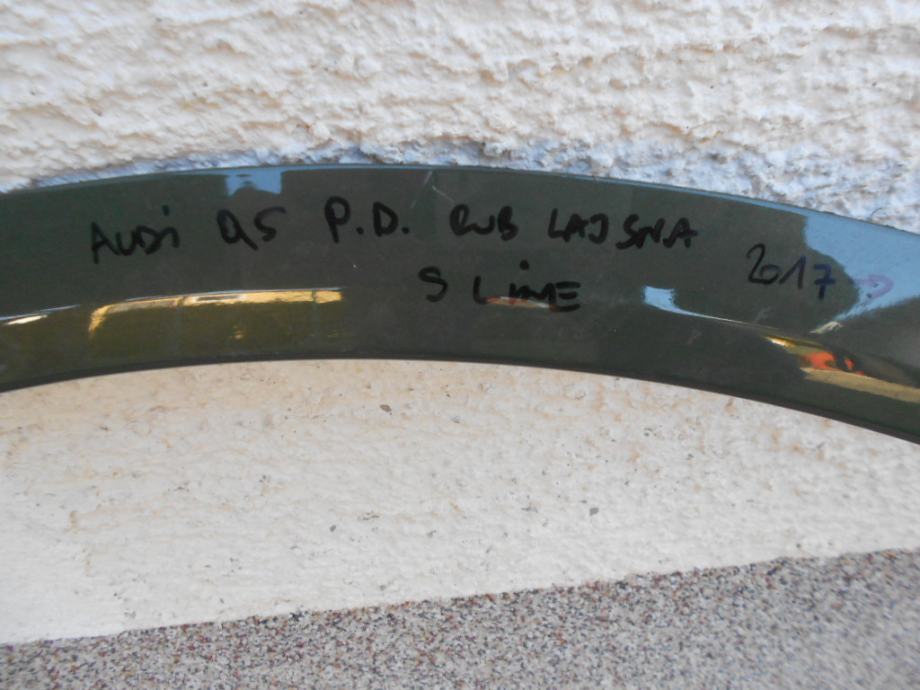 AUDI Q5 P.D. RUB LAJSNA 2017
S LINE